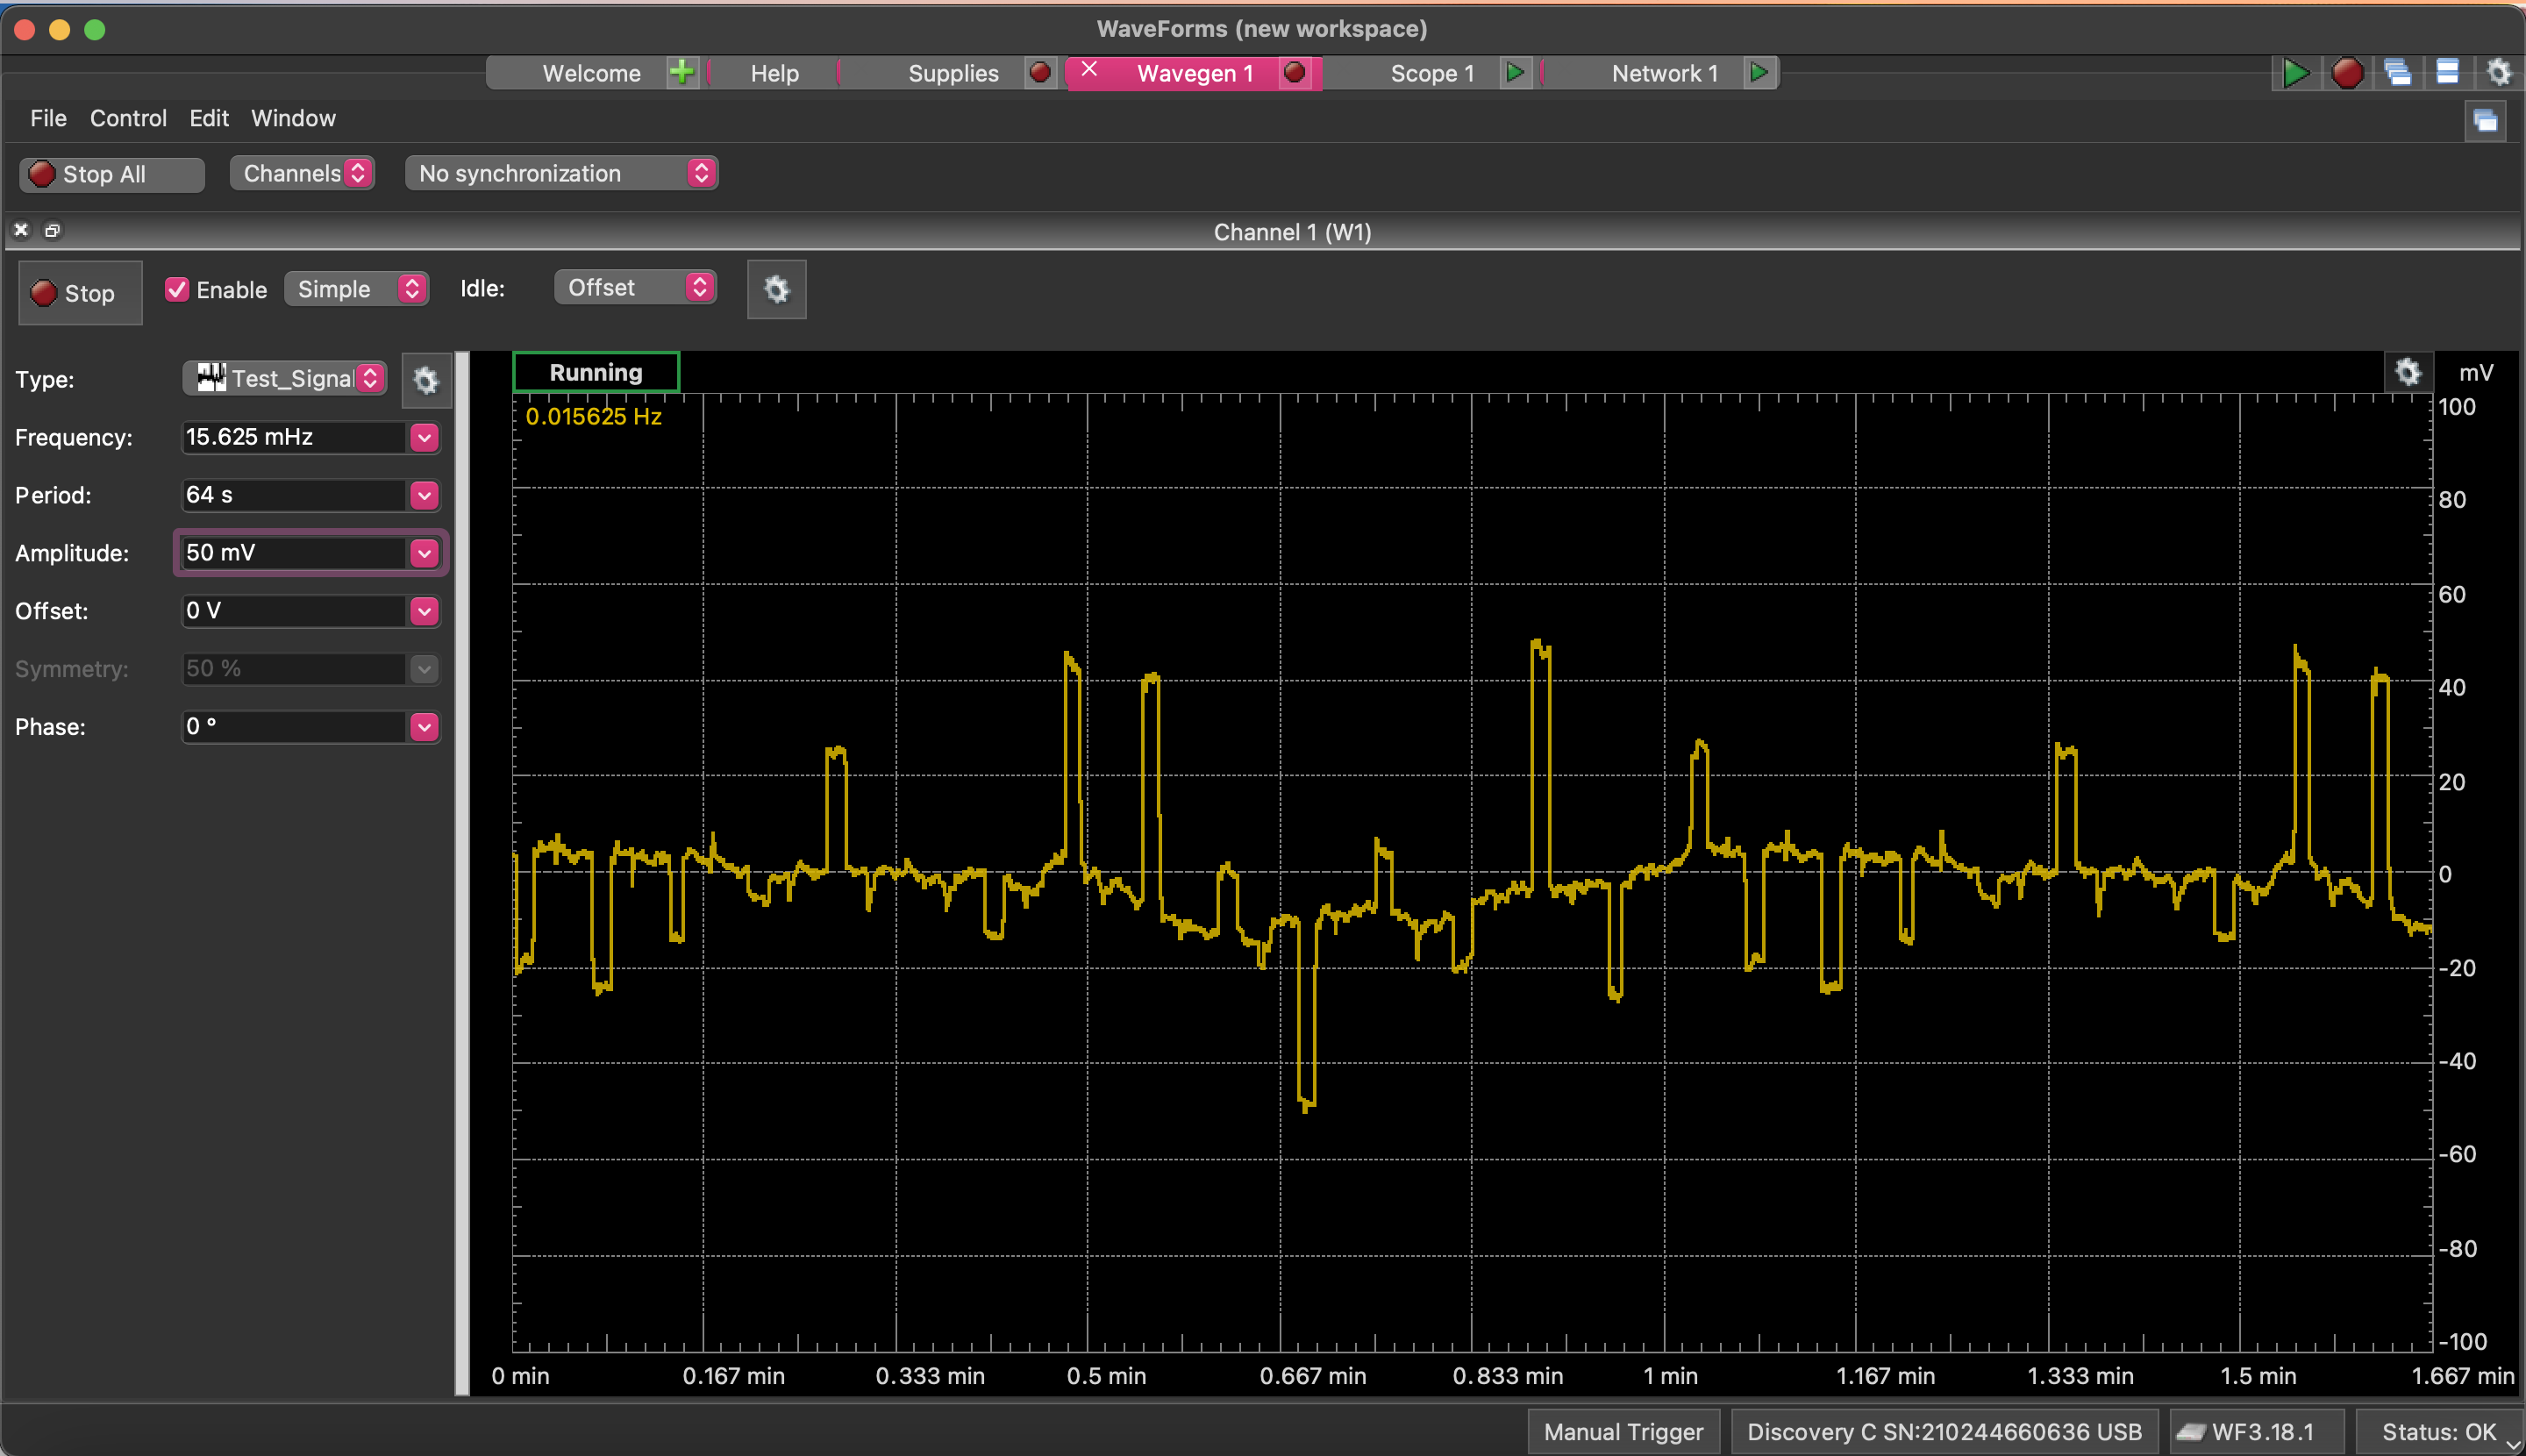 WaveForms (new workspace)
Welcome Help Supplies Wavegen 1 Scope 1 Network 1
File Control Edit Window
Stop All Channels No synchronization
Channel 1 (W1)
Stop Enable Simple Idle: Offset
Type: Test_Signal
Frequency: 15.625 mHz
Period: 64 s
Amplitude: 50 mV
Offset: 0 V
Symmetry: 50 %
Phase: 0 °
Running mV
0.015625 Hz
100
80
60
40
20
0
-20
-40
-60
-80
-100
0 min 0.167 min 0.333 min 0.5 min 0.667 min 0.833 min 1 min 1.167 min 1.333 min 1.5 min 1.667 min
Manual Trigger Discovery C SN:210244660636 USB WF3.18.1 Status: OK